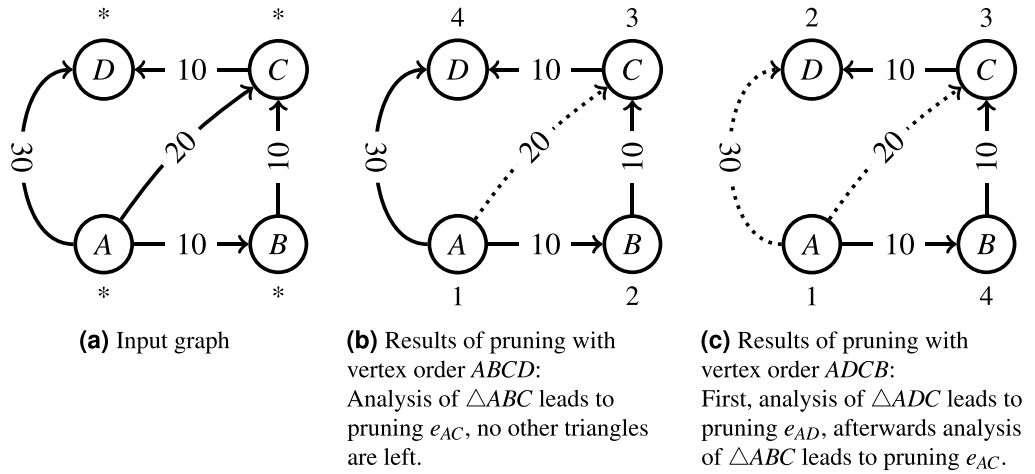 * * 4 3 2 3
D 10 C D 10 C D 10 C
30 20 10 30 20 10 30 20 10
A 10 B A 10 B A 10 B
* * 1 2 1 4
(a) Input graph
(b) Results of pruning with
vertex order ABCD:
Analysis of △ABC leads to
pruning e_AC, no other triangles
are left.
(c) Results of pruning with
vertex order ADCB:
First, analysis of △ADC leads to
pruning e_AD, afterwards analysis
of △ABC leads to pruning e_AC.